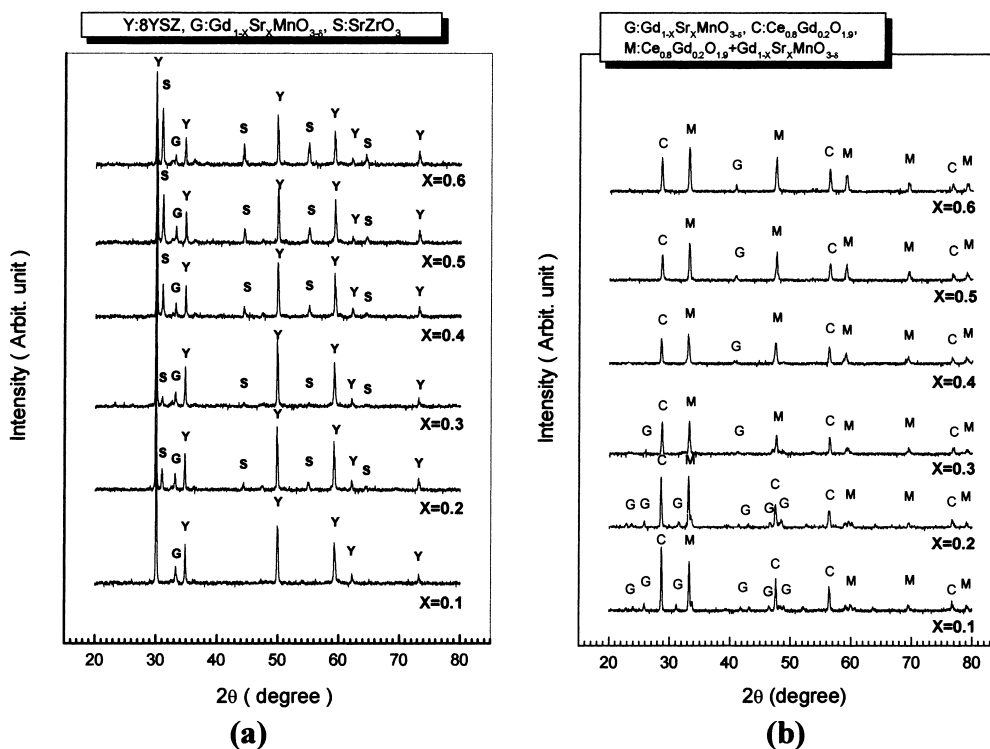 Y:8YSZ, G:Gd1-xSrxMnO3-δ, S:SrZrO3
Y
S
G
Y
S
Y
S
Y
Y
S
Y
X=0.6
S
G
Y
S
Y
S
Y
Y
S
Y
X=0.5
S
G
Y
S
Y
S
Y
Y
S
Y
X=0.4
S
G
Y
S
Y
S
Y
Y
S
Y
X=0.3
S
G
Y
S
Y
S
Y
Y
S
Y
X=0.2
G
Y
Y
Y
Y
Y
X=0.1
Intensity ( Arbit. unit )
20 30 40 50 60 70 80
2θ ( degree )
(a)
G:Gd1-xSrxMnO3-δ, C:Ce0.8Gd0.2O1.9,
M:Ce0.8Gd0.2O1.9+Gd1-xSrxMnO3-δ
C
M
G
M
C
M
M
C
M
X=0.6
C
M
G
M
C
M
M
C
M
X=0.5
C
M
G
M
C
M
M
C
M
X=0.4
G
C
M
G
M
C
M
M
C
M
X=0.3
G
G
C
G
M
G
G
C
G
C
M
M
C
M
X=0.2
G
G
C
G
M
G
G
C
G
C
M
M
C
M
X=0.1
Intensity ( Arbit. unit )
20 30 40 50 60 70 80
2θ (degree)
(b)